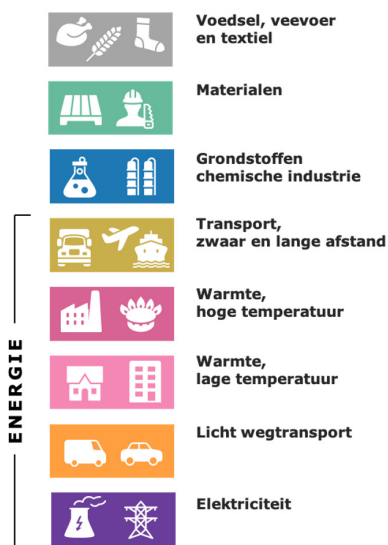 Voedsel, veevoer
en textiel
Materialen
Grondstoffen
chemische industrie
Transport,
zwaar en lange afstand
Warmte,
hoge temperatuur
Warmte,
lage temperatuur
Licht wegtransport
Elektriciteit
ENERGIE